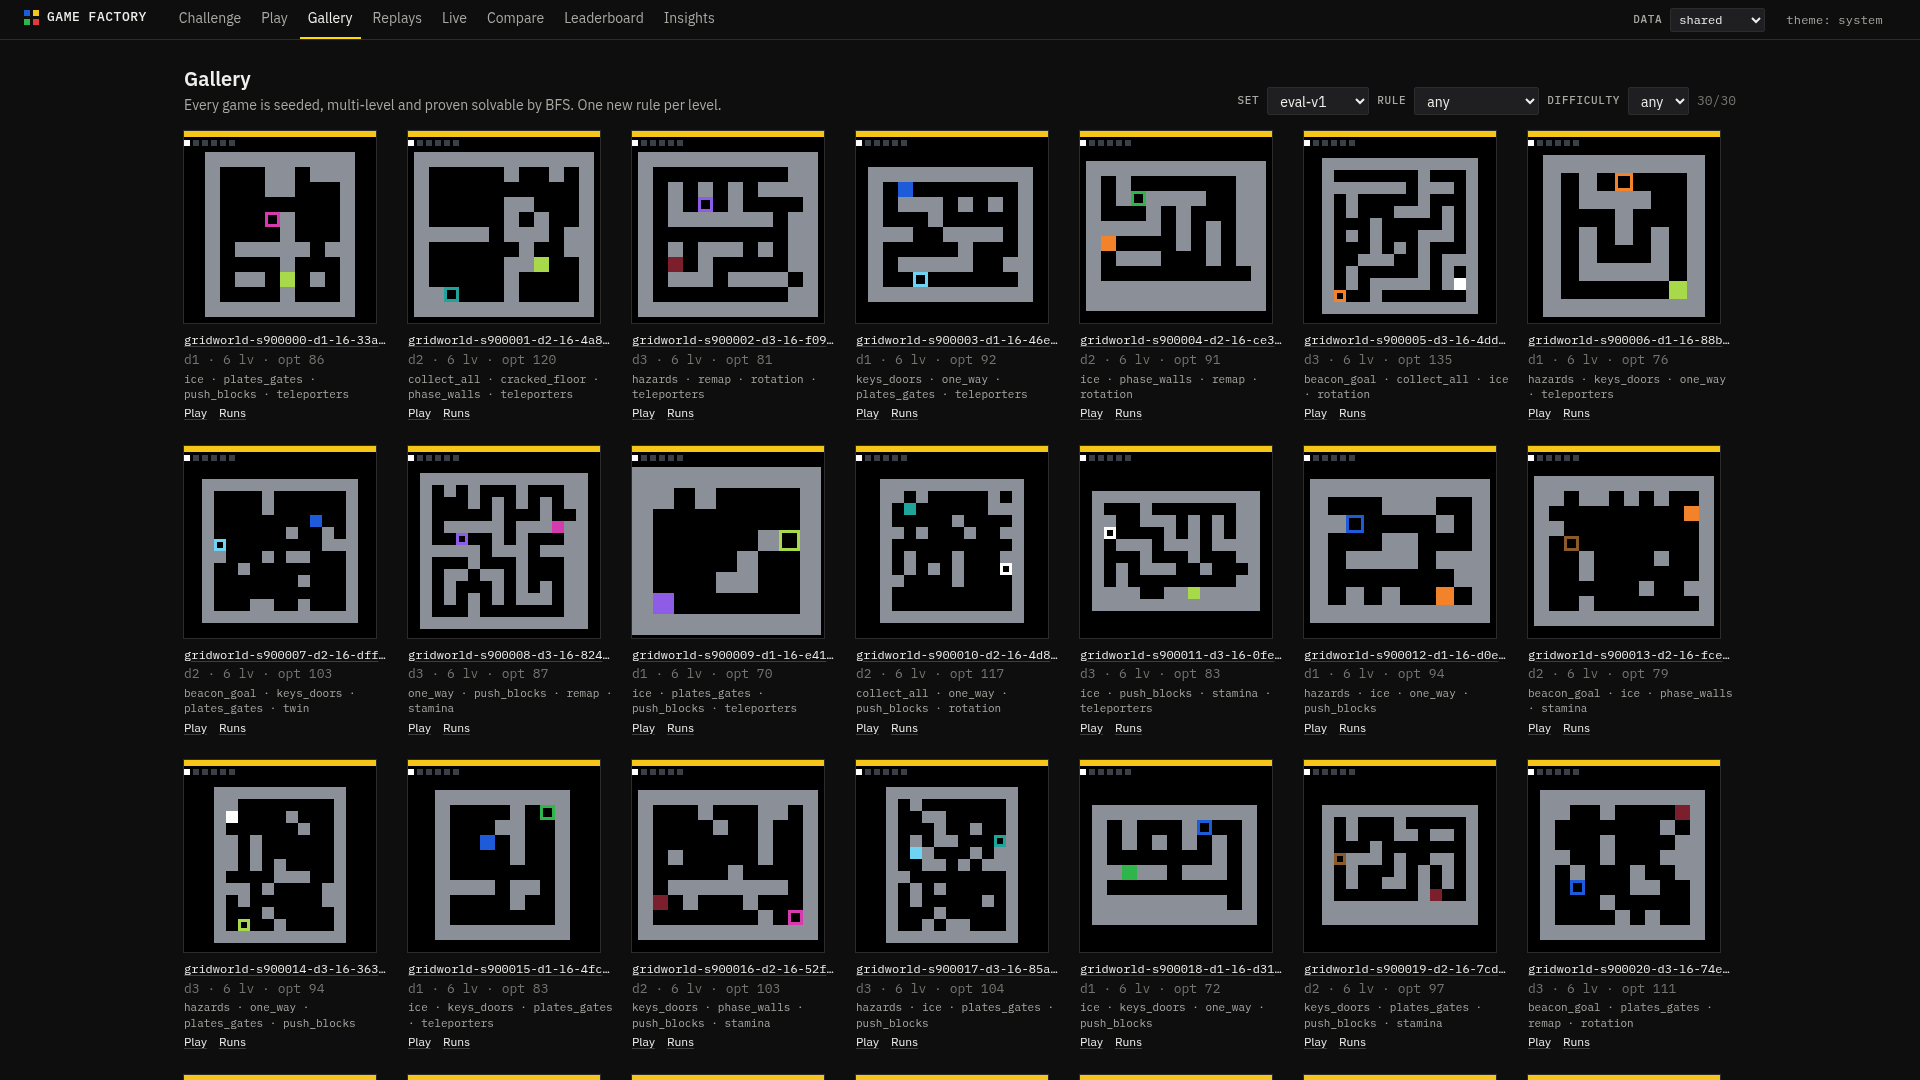 GAME FACTORY Challenge Play Gallery Replays Live Compare Leaderboard Insights DATA shared theme: system
Gallery
Every game is seeded, multi-level and proven solvable by BFS. One new rule per level.
SET eval-v1 RULE any DIFFICULTY any 30/30
gridworld-s900000-d1-l6-33a…
d1 · 6 lv · opt 86
ice · plates_gates ·
push_blocks · teleporters
Play Runs
gridworld-s900001-d2-l6-4a8…
d2 · 6 lv · opt 120
collect_all · cracked_floor ·
phase_walls · teleporters
Play Runs
gridworld-s900002-d3-l6-f09…
d3 · 6 lv · opt 81
hazards · remap · rotation ·
teleporters
Play Runs
gridworld-s900003-d1-l6-46e…
d1 · 6 lv · opt 92
keys_doors · one_way ·
plates_gates · teleporters
Play Runs
gridworld-s900004-d2-l6-ce3…
d2 · 6 lv · opt 91
ice · phase_walls · remap ·
rotation
Play Runs
gridworld-s900005-d3-l6-4dd…
d3 · 6 lv · opt 135
beacon_goal · collect_all · ice
· rotation
Play Runs
gridworld-s900006-d1-l6-88b…
d1 · 6 lv · opt 76
hazards · keys_doors · one_way
· teleporters
Play Runs
gridworld-s900007-d2-l6-dff…
d2 · 6 lv · opt 103
beacon_goal · keys_doors ·
plates_gates · twin
Play Runs
gridworld-s900008-d3-l6-824…
d3 · 6 lv · opt 87
one_way · push_blocks · remap ·
stamina
Play Runs
gridworld-s900009-d1-l6-e41…
d1 · 6 lv · opt 70
ice · plates_gates ·
push_blocks · teleporters
Play Runs
gridworld-s900010-d2-l6-4d8…
d2 · 6 lv · opt 117
collect_all · one_way ·
push_blocks · rotation
Play Runs
gridworld-s900011-d3-l6-0fe…
d3 · 6 lv · opt 83
ice · push_blocks · stamina ·
teleporters
Play Runs
gridworld-s900012-d1-l6-d0e…
d1 · 6 lv · opt 94
hazards · ice · one_way ·
push_blocks
Play Runs
gridworld-s900013-d2-l6-fce…
d2 · 6 lv · opt 79
beacon_goal · ice · phase_walls
· stamina
Play Runs
gridworld-s900014-d3-l6-363…
d3 · 6 lv · opt 94
hazards · one_way ·
plates_gates · push_blocks
Play Runs
gridworld-s900015-d1-l6-4fc…
d1 · 6 lv · opt 83
ice · keys_doors · plates_gates
· teleporters
Play Runs
gridworld-s900016-d2-l6-52f…
d2 · 6 lv · opt 103
keys_doors · phase_walls ·
push_blocks · stamina
Play Runs
gridworld-s900017-d3-l6-85a…
d3 · 6 lv · opt 104
hazards · ice · plates_gates ·
push_blocks
Play Runs
gridworld-s900018-d1-l6-d31…
d1 · 6 lv · opt 72
ice · keys_doors · one_way ·
push_blocks
Play Runs
gridworld-s900019-d2-l6-7cd…
d2 · 6 lv · opt 97
keys_doors · plates_gates ·
push_blocks · stamina
Play Runs
gridworld-s900020-d3-l6-74e…
d3 · 6 lv · opt 111
beacon_goal · plates_gates ·
remap · rotation
Play Runs